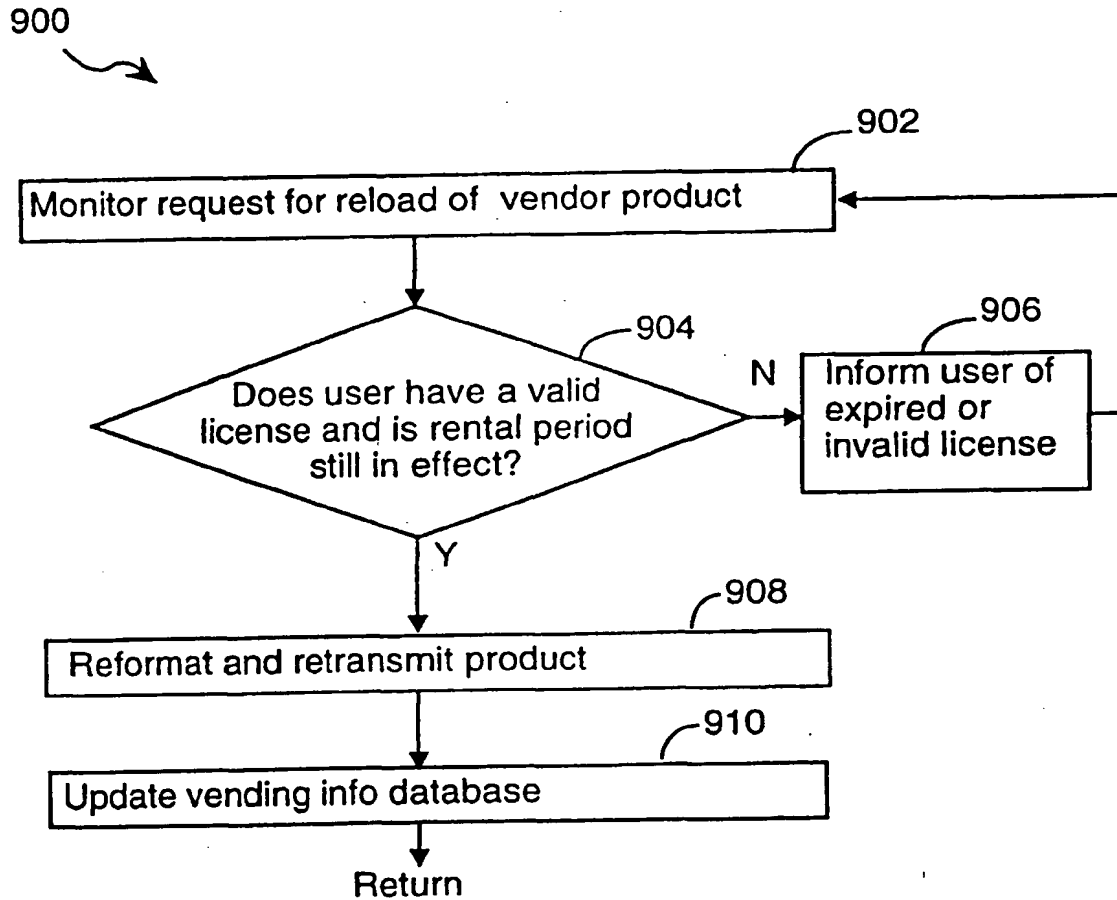 900
902
Monitor request for reload of vendor product
904
Does user have a valid
license and is rental period
still in effect?
N
906
Inform user of
expired or
invalid license
Y
908
Reformat and retransmit product
910
Update vending info database
Return